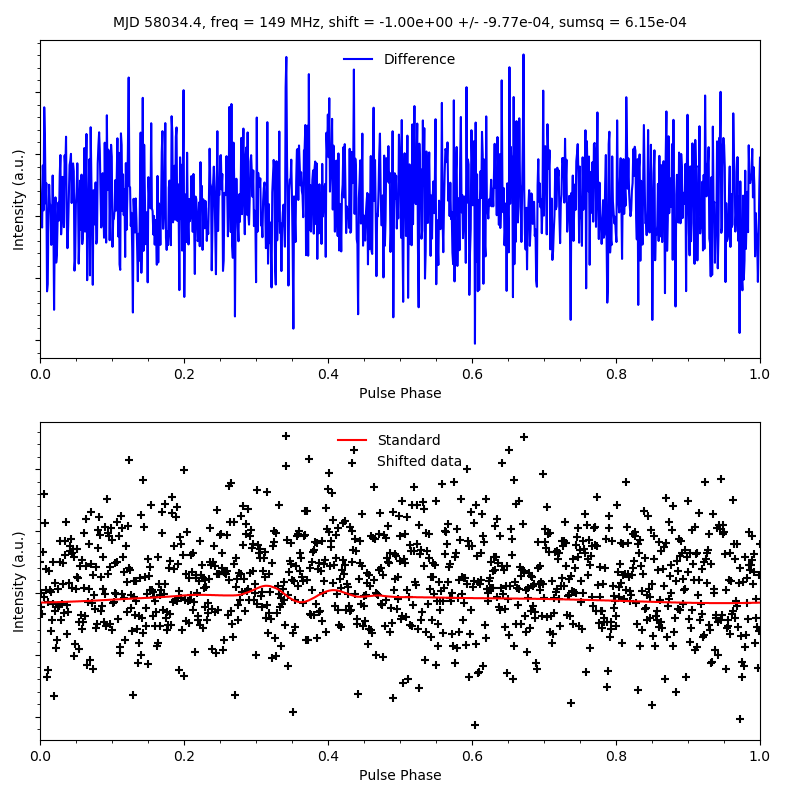 MJD 58034.4, freq = 149 MHz, shift = -1.00e+00 +/- -9.77e-04, sumsq = 6.15e-04
Difference
Intensity (a.u.)
0.0 0.2 0.4 0.6 0.8 1.0
Pulse Phase
Standard
Shifted data
Intensity (a.u.)
0.0 0.2 0.4 0.6 0.8 1.0
Pulse Phase